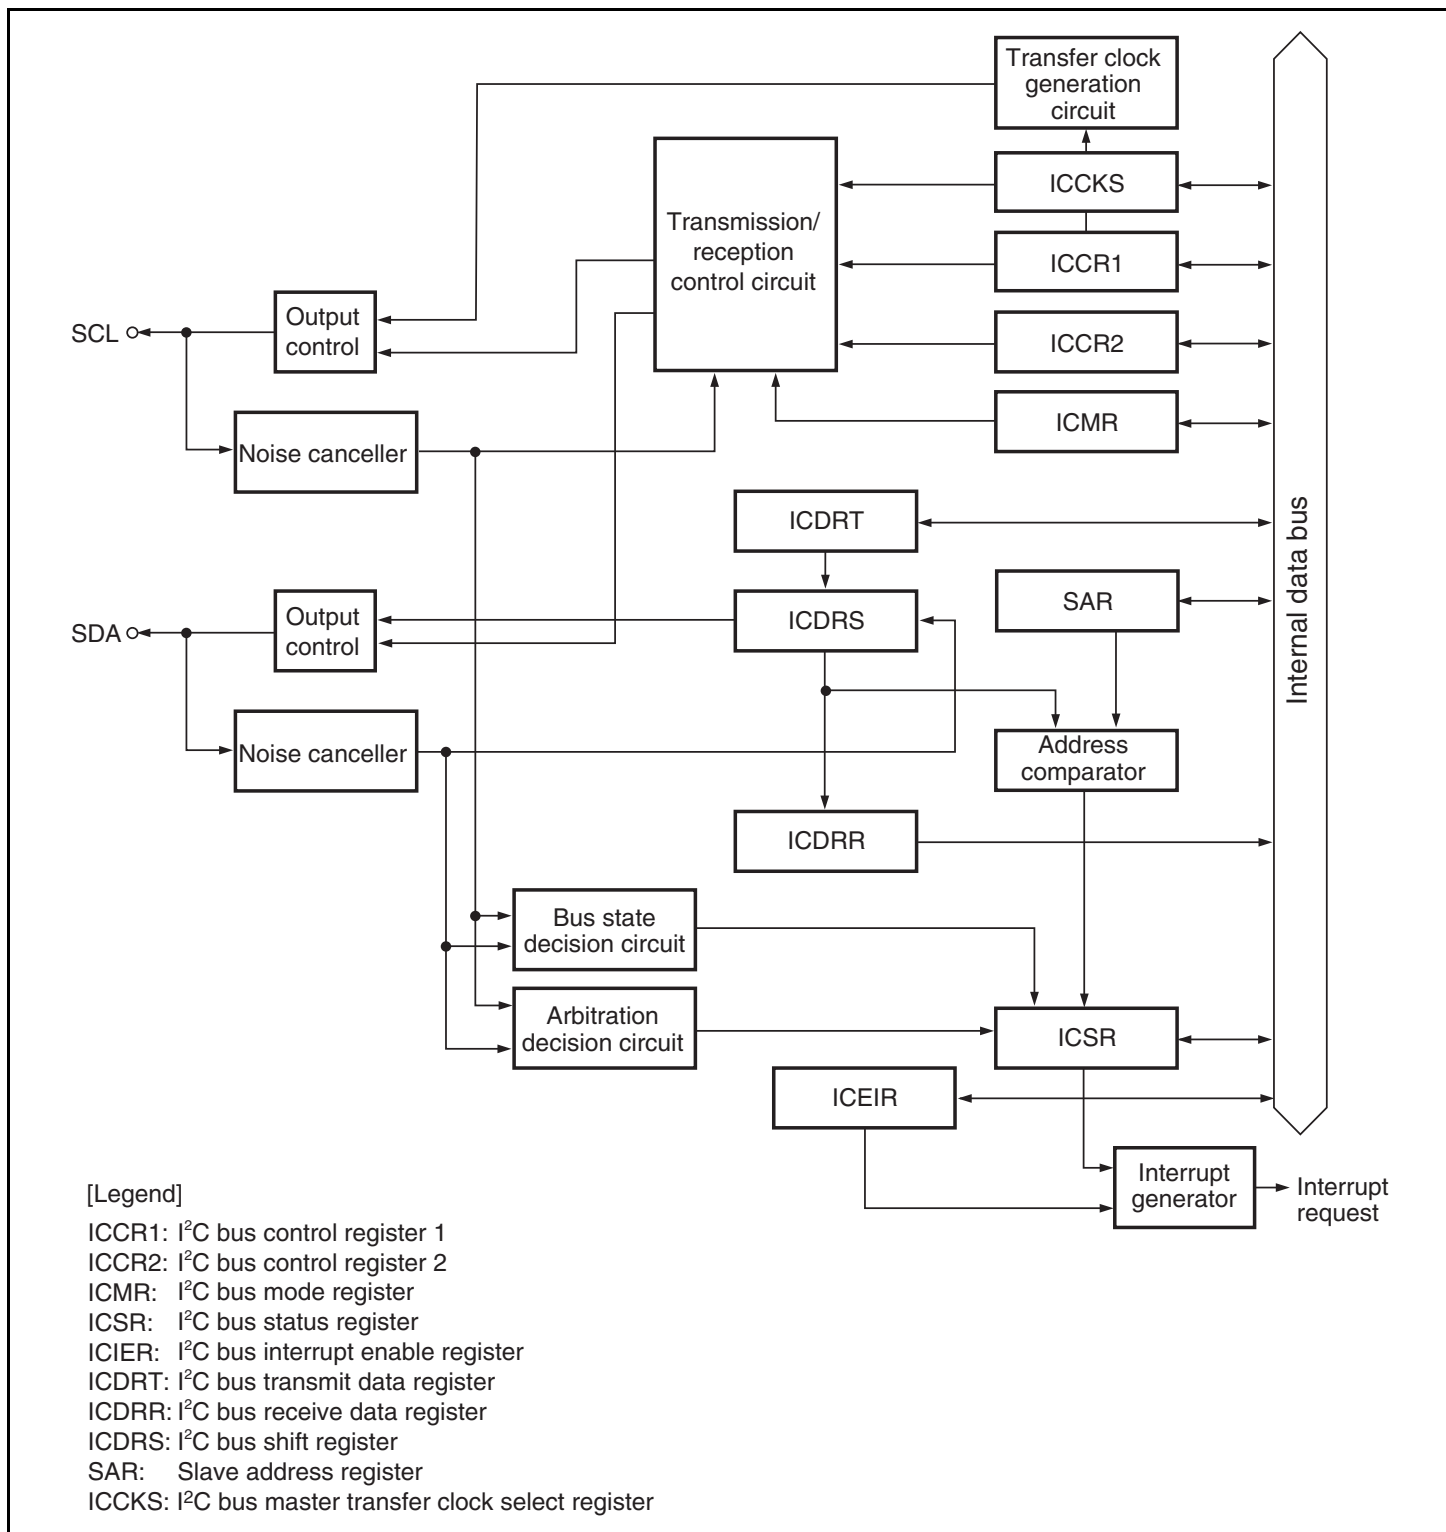 Transfer clock
generation
circuit
ICCKS
Transmission/
reception
control circuit
ICCR1
Output
control
SCL
ICCR2
ICMR
Noise canceller
ICDRT
Internal data bus
SAR
Output
control
SDA
ICDRS
Noise canceller
Address
comparator
ICDRR
Bus state
decision circuit
Arbitration
decision circuit
ICSR
ICEIR
Interrupt
generator
Interrupt
request
[Legend]
ICCR1: I²C bus control register 1
ICCR2: I²C bus control register 2
ICMR: I²C bus mode register
ICSR: I²C bus status register
ICIER: I²C bus interrupt enable register
ICDRT: I²C bus transmit data register
ICDRR: I²C bus receive data register
ICDRS: I²C bus shift register
SAR: Slave address register
ICCKS: I²C bus master transfer clock select register